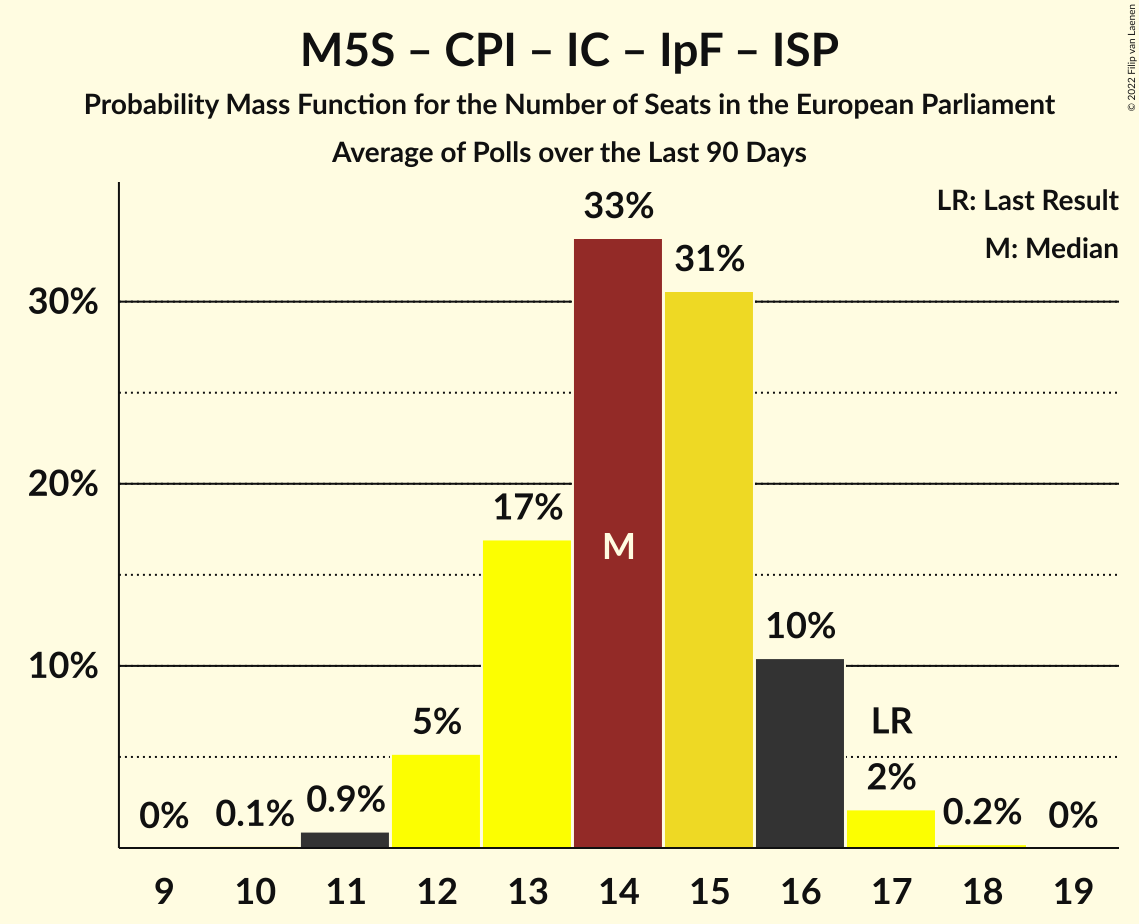 M5S – CPI – IC – IpF – ISP
Probability Mass Function for the Number of Seats in the European Parliament
Average of Polls over the Last 90 Days
© 2022 Filip van Laenen
LR: Last Result
M: Median
33%
31%
30%
20%
17%
M
10%
10%
5%
LR
2%
0%
0.1%
0.9%
0.2%
0%
9 10 11 12 13 14 15 16 17 18 19